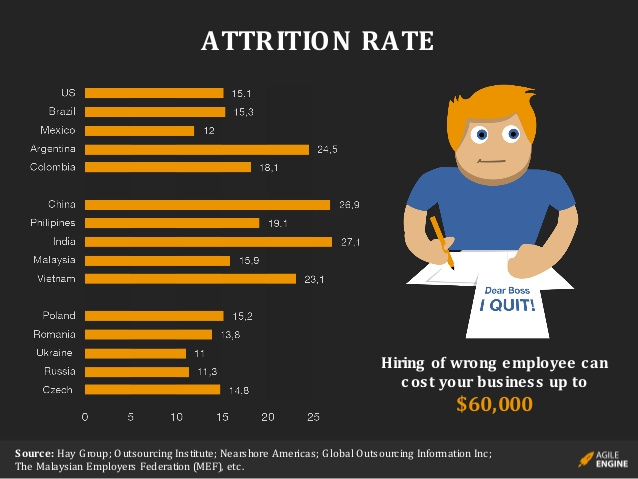 ATTRITION RATE
US 15,1
Brazil 15,3
Mexico 12
Argentina 24,5
Colombia 18,1
China 26,9
Philipines 19,1
India 27,1
Malaysia 15,9
Vietnam 23,1
Poland 15,2
Romania 13,8
Ukraine 11
Russia 11,3
Czech 14,8
0 5 10 15 20 25
Dear Boss
I QUIT!
Hiring of wrong employee can
cost your business up to
$60,000
Source: Hay Group; Outsourcing Institute; Nearshore Americas; Global Outsourcing Information Inc;
The Malaysian Employers Federation (MEF), etc.
AGILE
ENGINE